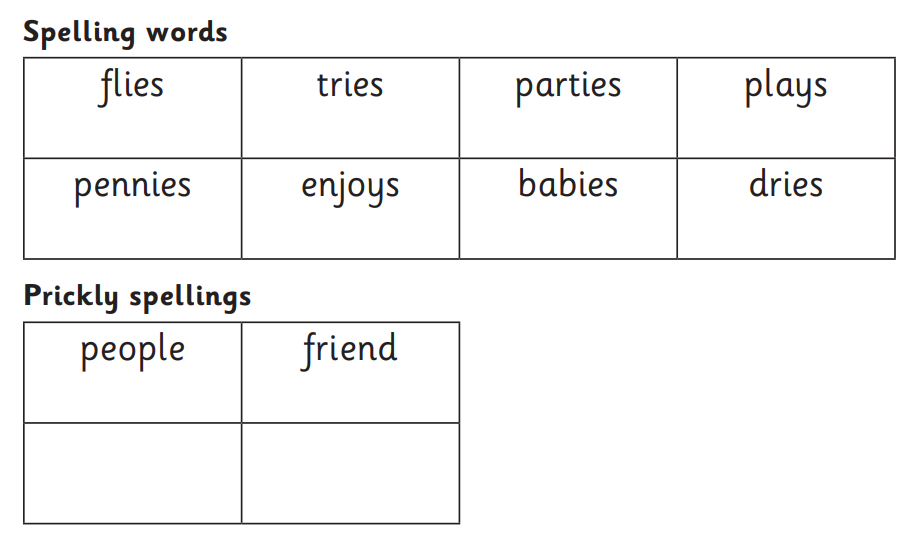 Spelling words
flies tries parties plays
pennies enjoys babies dries
Prickly spellings
people friend